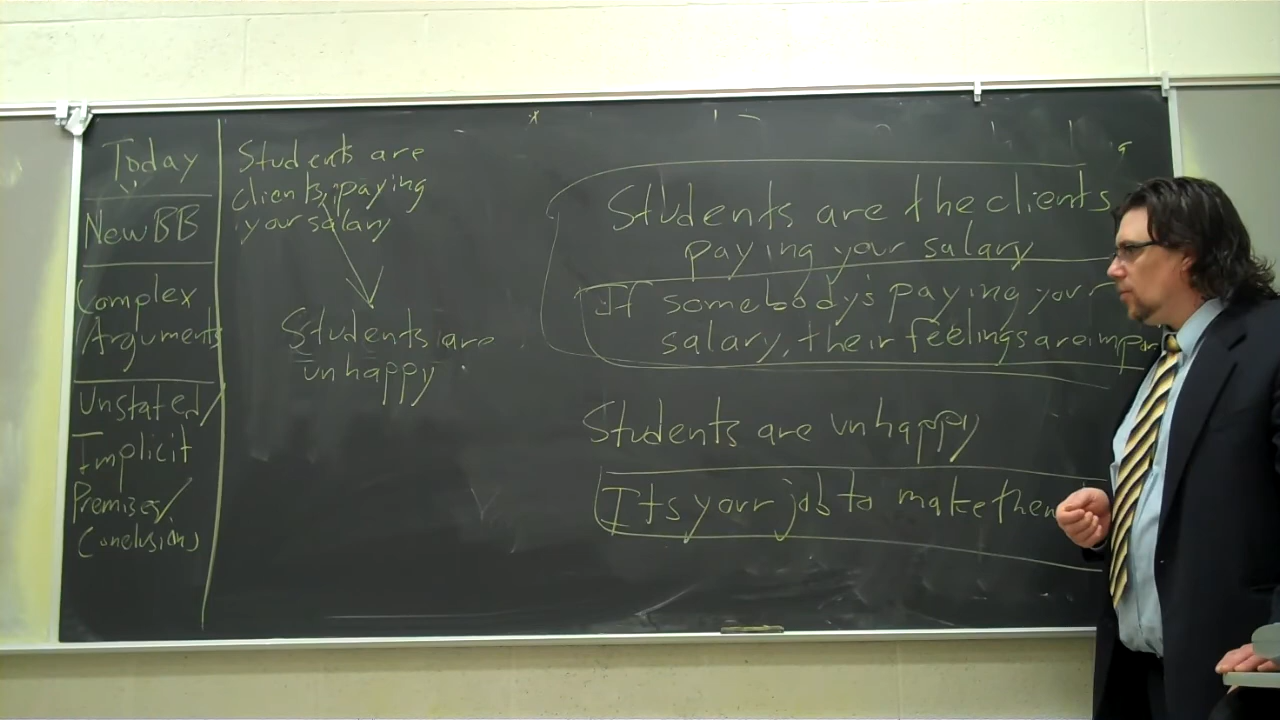 Today
New BB
Complex
Arguments
Unstated/
Implicit
Premises/
Conclusions
Students are
clients, paying
your salary
Students are
unhappy
Students are the clients
paying your salary
If somebody's paying your
salary, their feelings are
Students are unhappy
It's your job to make them